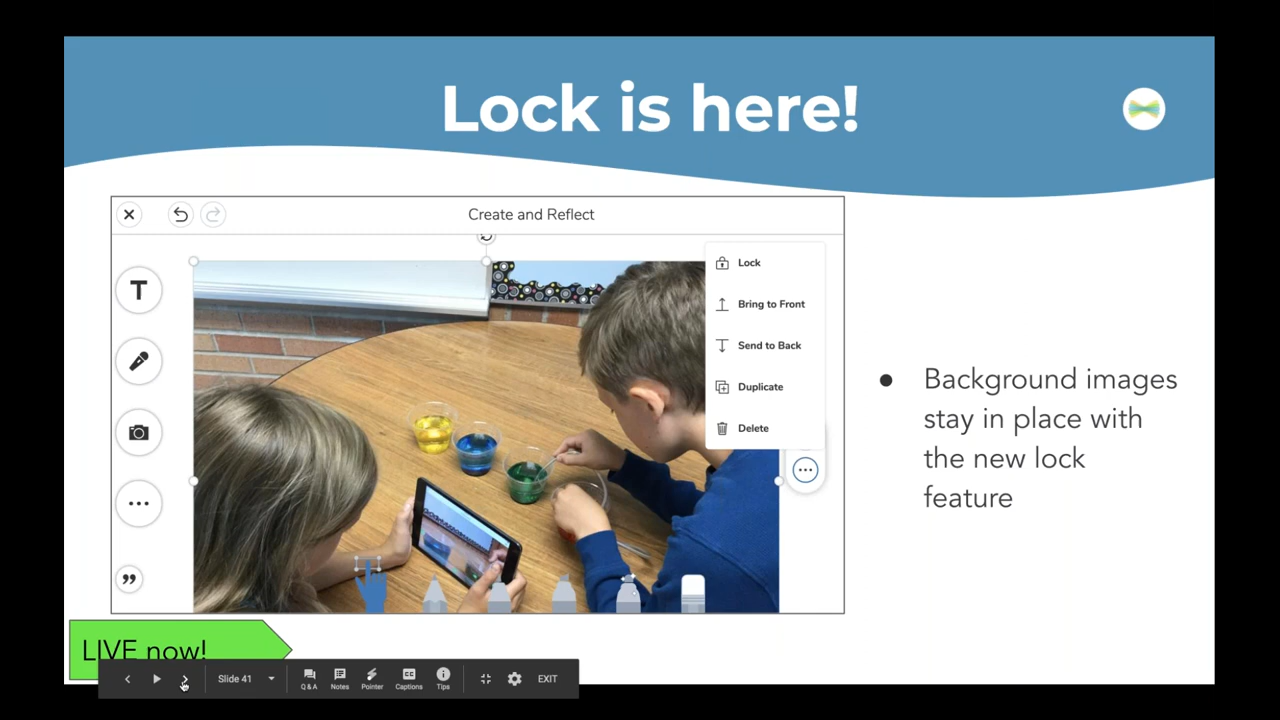 Lock is here!
Create and Reflect
T
Lock
Bring to Front
Send to Back
Duplicate
Delete
● Background images
stay in place with
the new lock
feature
LIVE now!
Slide 41
Q & A
Notes
Pointer
CC
Captions
Tips
EXIT